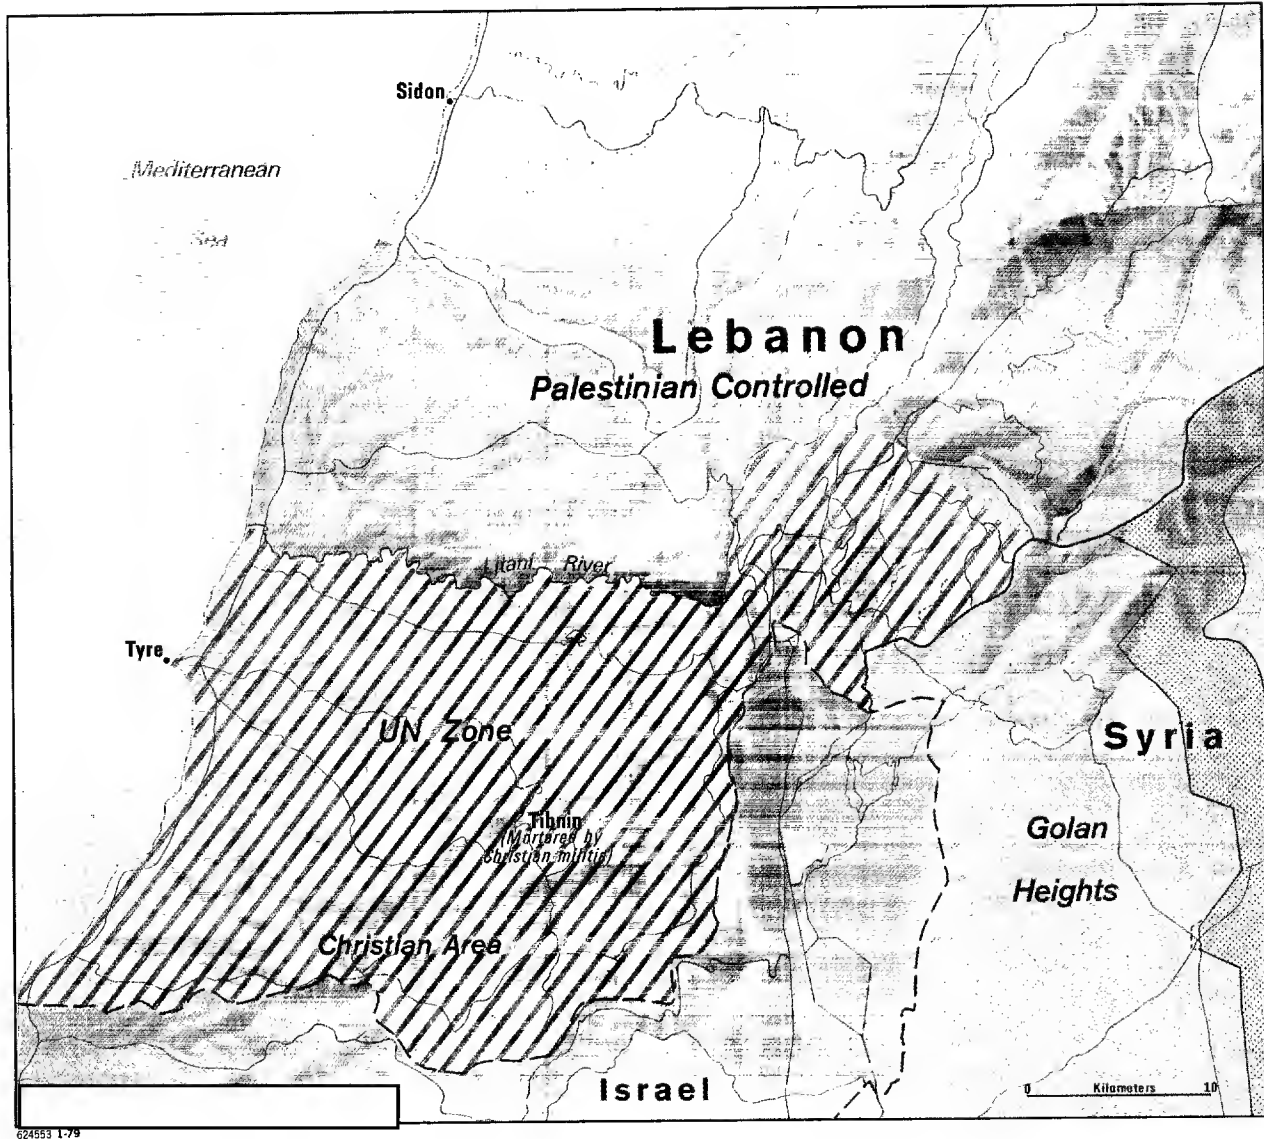 Sidon
Mediterranean
Sea
Lebanon
Palestinian Controlled
Litani River
Tyre
UN Zone
Syria
Tibnin
(Mortared by
Christian militia)
Golan
Heights
Christian Area
Israel
0 Kilometers 10
624553 1-79